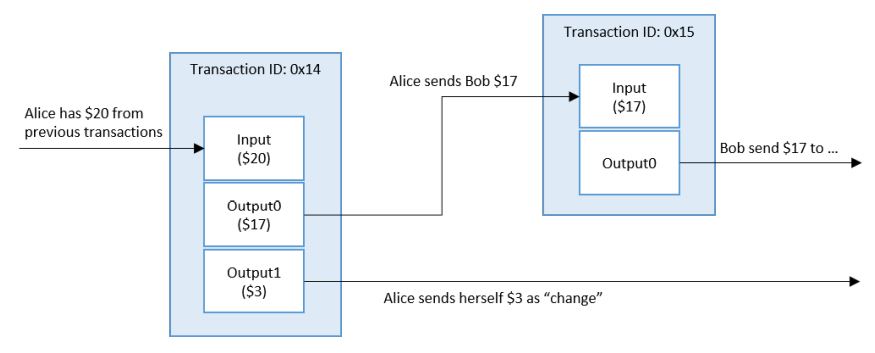 Transaction ID: 0x14
Alice has $20 from
previous transactions
Input
($20)
Output0
($17)
Output1
($3)
Alice sends Bob $17
Alice sends herself $3 as “change”
Transaction ID: 0x15
Input
($17)
Output0
Bob send $17 to ...